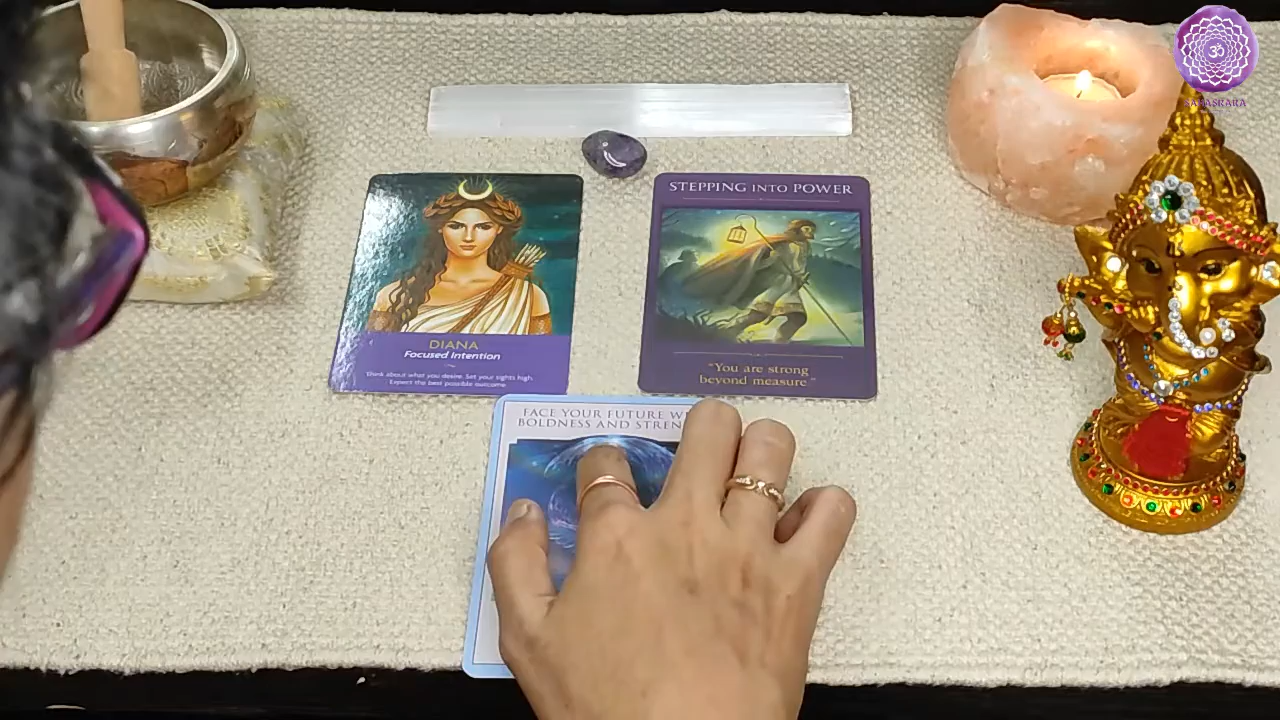 ॐ
SAHASRARA
STEPPING INTO POWER
DIANA
Focused Intention
Think about what you desire. Set your sights high.
Expect the best possible outcome.
"You are strong
beyond measure"
FACE YOUR FUTURE
BOLDNESS AND